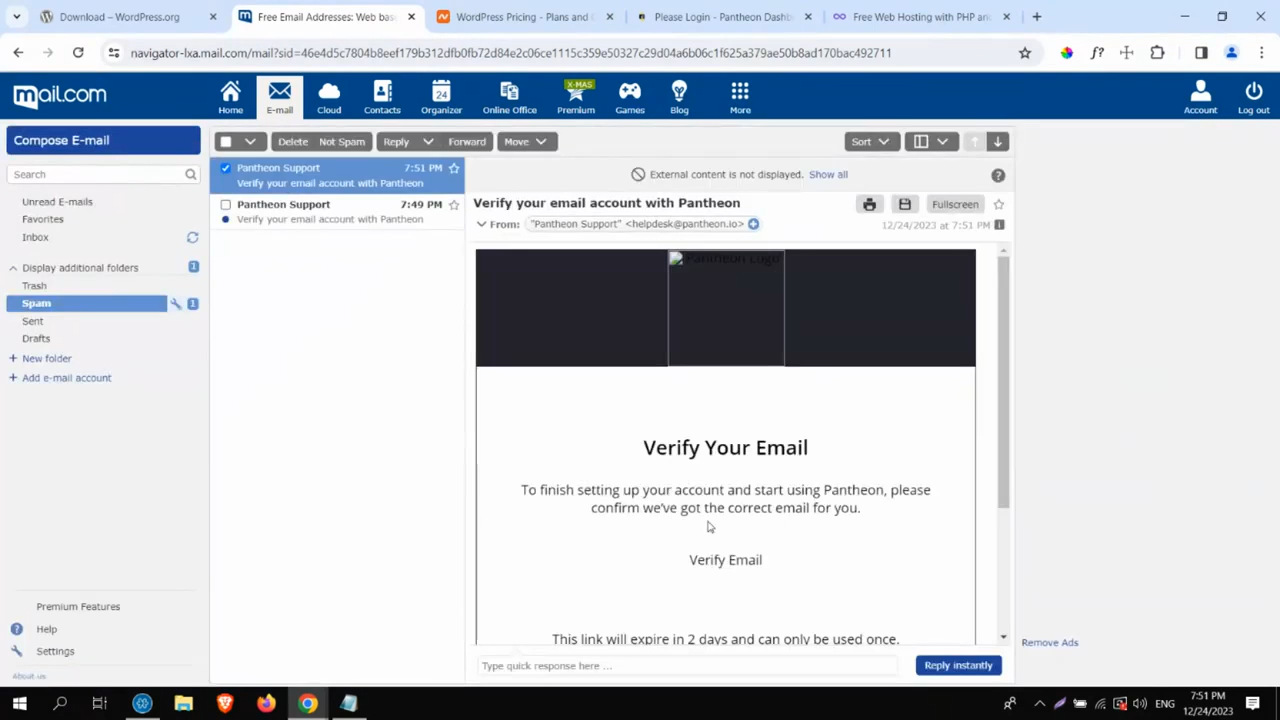 Download – WordPress.org
Free Email Addresses: Web bas
WordPress Pricing - Plans and
Please Login - Pantheon Dashb
Free Web Hosting with PHP an
navigator-lxa.mail.com/mail?sid=46e4d5c7804b8eef179b312dfb0fb72d84e2c06ce1115c359e50327c29d04a6b06c1f625a379ae50b8ad170bac492711
mail.com
Home
E-mail
Cloud
Contacts
24
Organizer
Online Office
X-MAS
Premium
Games
Blog
More
Account
Log out
Compose E-mail
Search
Unread E-mails
Favorites
Inbox
Display additional folders 1
Trash
Spam 1
Sent
Drafts
+ New folder
+ Add e-mail account
Premium Features
Help
Settings
About us
Delete Not Spam Reply Forward Move Sort
Pantheon Support 7:51 PM
Verify your email account with Pantheon
Pantheon Support 7:49 PM
Verify your email account with Pantheon
External content is not displayed. Show all
Verify your email account with Pantheon
Fullscreen
From: "Pantheon Support" <helpdesk@pantheon.io>
12/24/2023 at 7:51 PM
Pantheon Logo
Verify Your Email
To finish setting up your account and start using Pantheon, please
confirm we've got the correct email for you.
Verify Email
This link will expire in 2 days and can only be used once.
Type quick response here ...
Reply instantly
Remove Ads
ENG
7:51 PM
12/24/2023